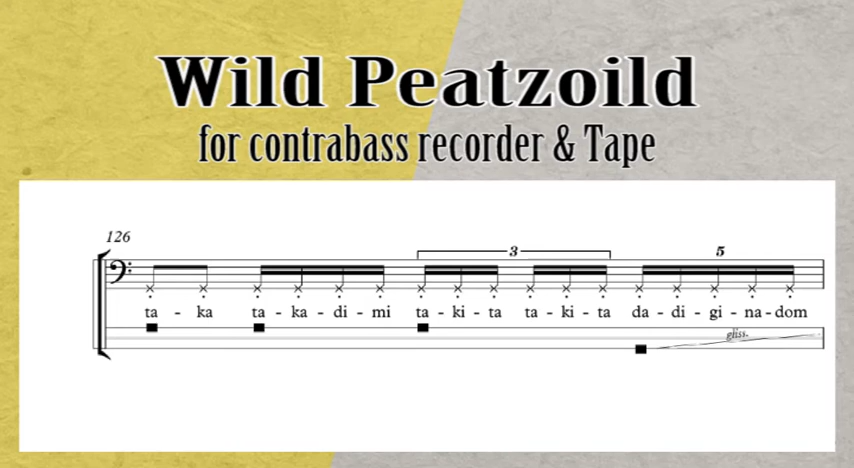 Wild Peatzoild
for contrabass recorder & Tape
126
3 5
ta - ka ta - ka - di - mi ta - ki - ta ta - ki - ta da - di - gi - na - dom
gliss.